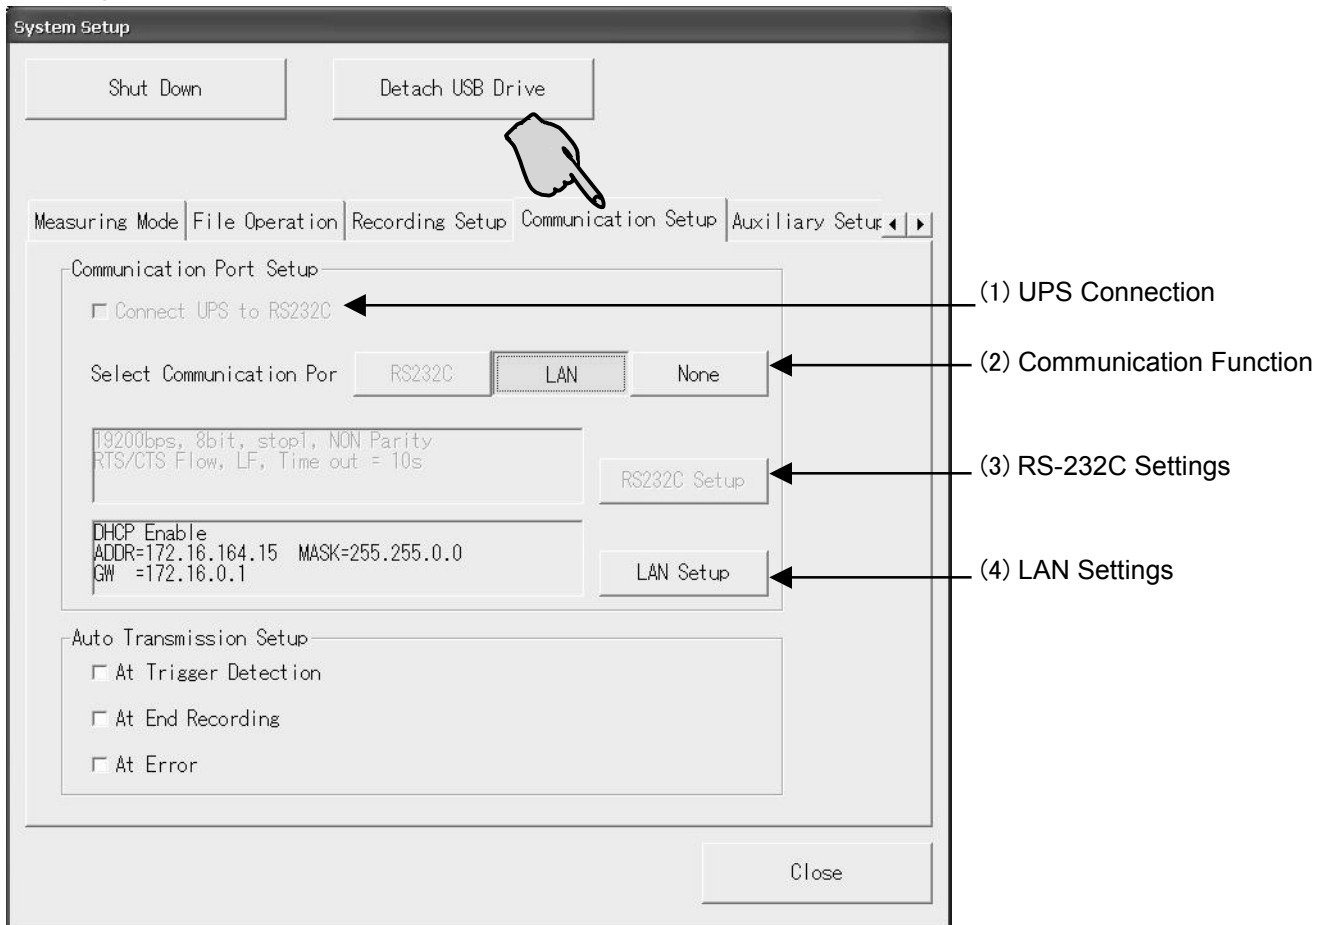 System Setup
Shut Down
Detach USB Drive
Measuring Mode File Operation Recording Setup Communication Setup Auxiliary Setup
Communication Port Setup
Connect UPS to RS232C
(1) UPS Connection
Select Communication Por RS232C LAN None
(2) Communication Function
19200bps, 8bit, stop1, NON Parity
RTS/CTS Flow, LF, Time out = 10s
RS232C Setup
(3) RS-232C Settings
DHCP Enable
ADDR=172.16.164.15 MASK=255.255.0.0
GW =172.16.0.1
LAN Setup
(4) LAN Settings
Auto Transmission Setup
At Trigger Detection
At End Recording
At Error
Close